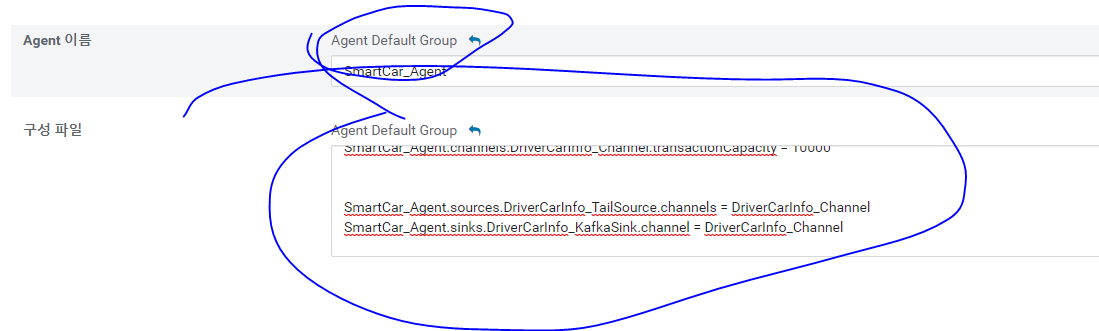 Agent 이름
Agent Default Group
SmartCar_Agent
구성 파일
Agent Default Group
SmartCar_Agent.channels.DriverCarInfo_Channel.transactionCapacity = 10000
SmartCar_Agent.sources.DriverCarInfo_TailSource.channels = DriverCarInfo_Channel
SmartCar_Agent.sinks.DriverCarInfo_KafkaSink.channel = DriverCarInfo_Channel